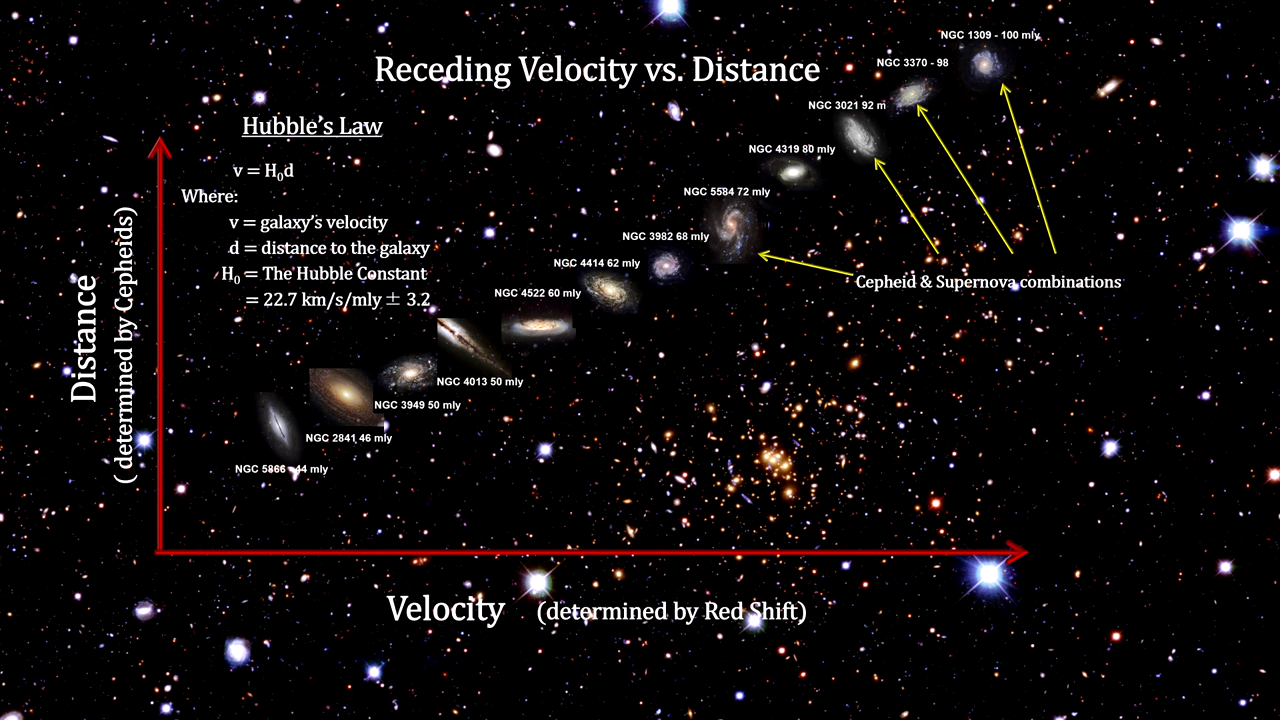 Receding Velocity vs. Distance
Hubble's Law
v = H₀d
Where:
v = galaxy's velocity
d = distance to the galaxy
H₀ = The Hubble Constant
= 22.7 km/s/mly ± 3.2
NGC 1309 - 100 mly
NGC 3370 - 98
NGC 3021 92 m
NGC 4319 80 mly
NGC 5584 72 mly
NGC 3982 68 mly
NGC 4414 62 mly
NGC 4522 60 mly
NGC 4013 50 mly
NGC 3949 50 mly
NGC 2841 46 mly
NGC 5866 - 44 mly
Cepheid & Supernova combinations
Distance
(determined by Cepheids)
Velocity (determined by Red Shift)